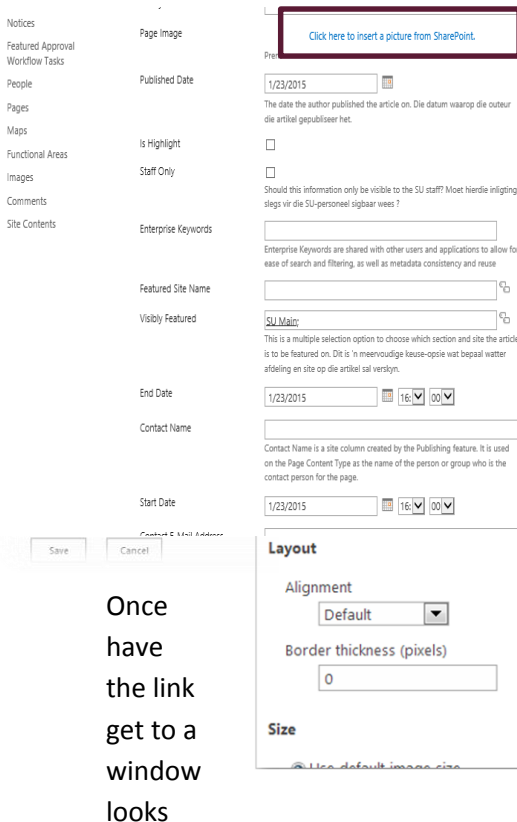 Notices
Featured Approval
Workflow Tasks
People
Pages
Maps
Functional Areas
Images
Comments
Site Contents
Page Image
Click here to insert a picture from SharePoint.
Published Date
1/23/2015
The date the author published the article on. Die datum waarop die outeur
die artikel gepubliseer het.
Is Highlight
Staff Only
Should this information only be visible to the SU staff? Moet hierdie inligting
slegs vir die SU-personeel sigbaar wees ?
Enterprise Keywords
Enterprise Keywords are shared with other users and applications to allow for
ease of search and filtering, as well as metadata consistency and reuse
Featured Site Name
Visibly Featured
SU Main;
This is a multiple selection option to choose which section and site the article
is to be featured on. Dit is 'n meervoudige keuse-opsie wat bepaal watter
afdeling en site op die artikel sal verskyn.
End Date
1/23/2015 16: 00
Contact Name
Contact Name is a site column created by the Publishing feature. It is used
on the Page Content Type as the name of the person or group who is the
contact person for the page.
Start Date
1/23/2015 16: 00
Contact E-Mail Address
Save Cancel
Layout
Alignment
Default
Border thickness (pixels)
0
Size
Use default image size
Once
have
the link
get to a
window
looks